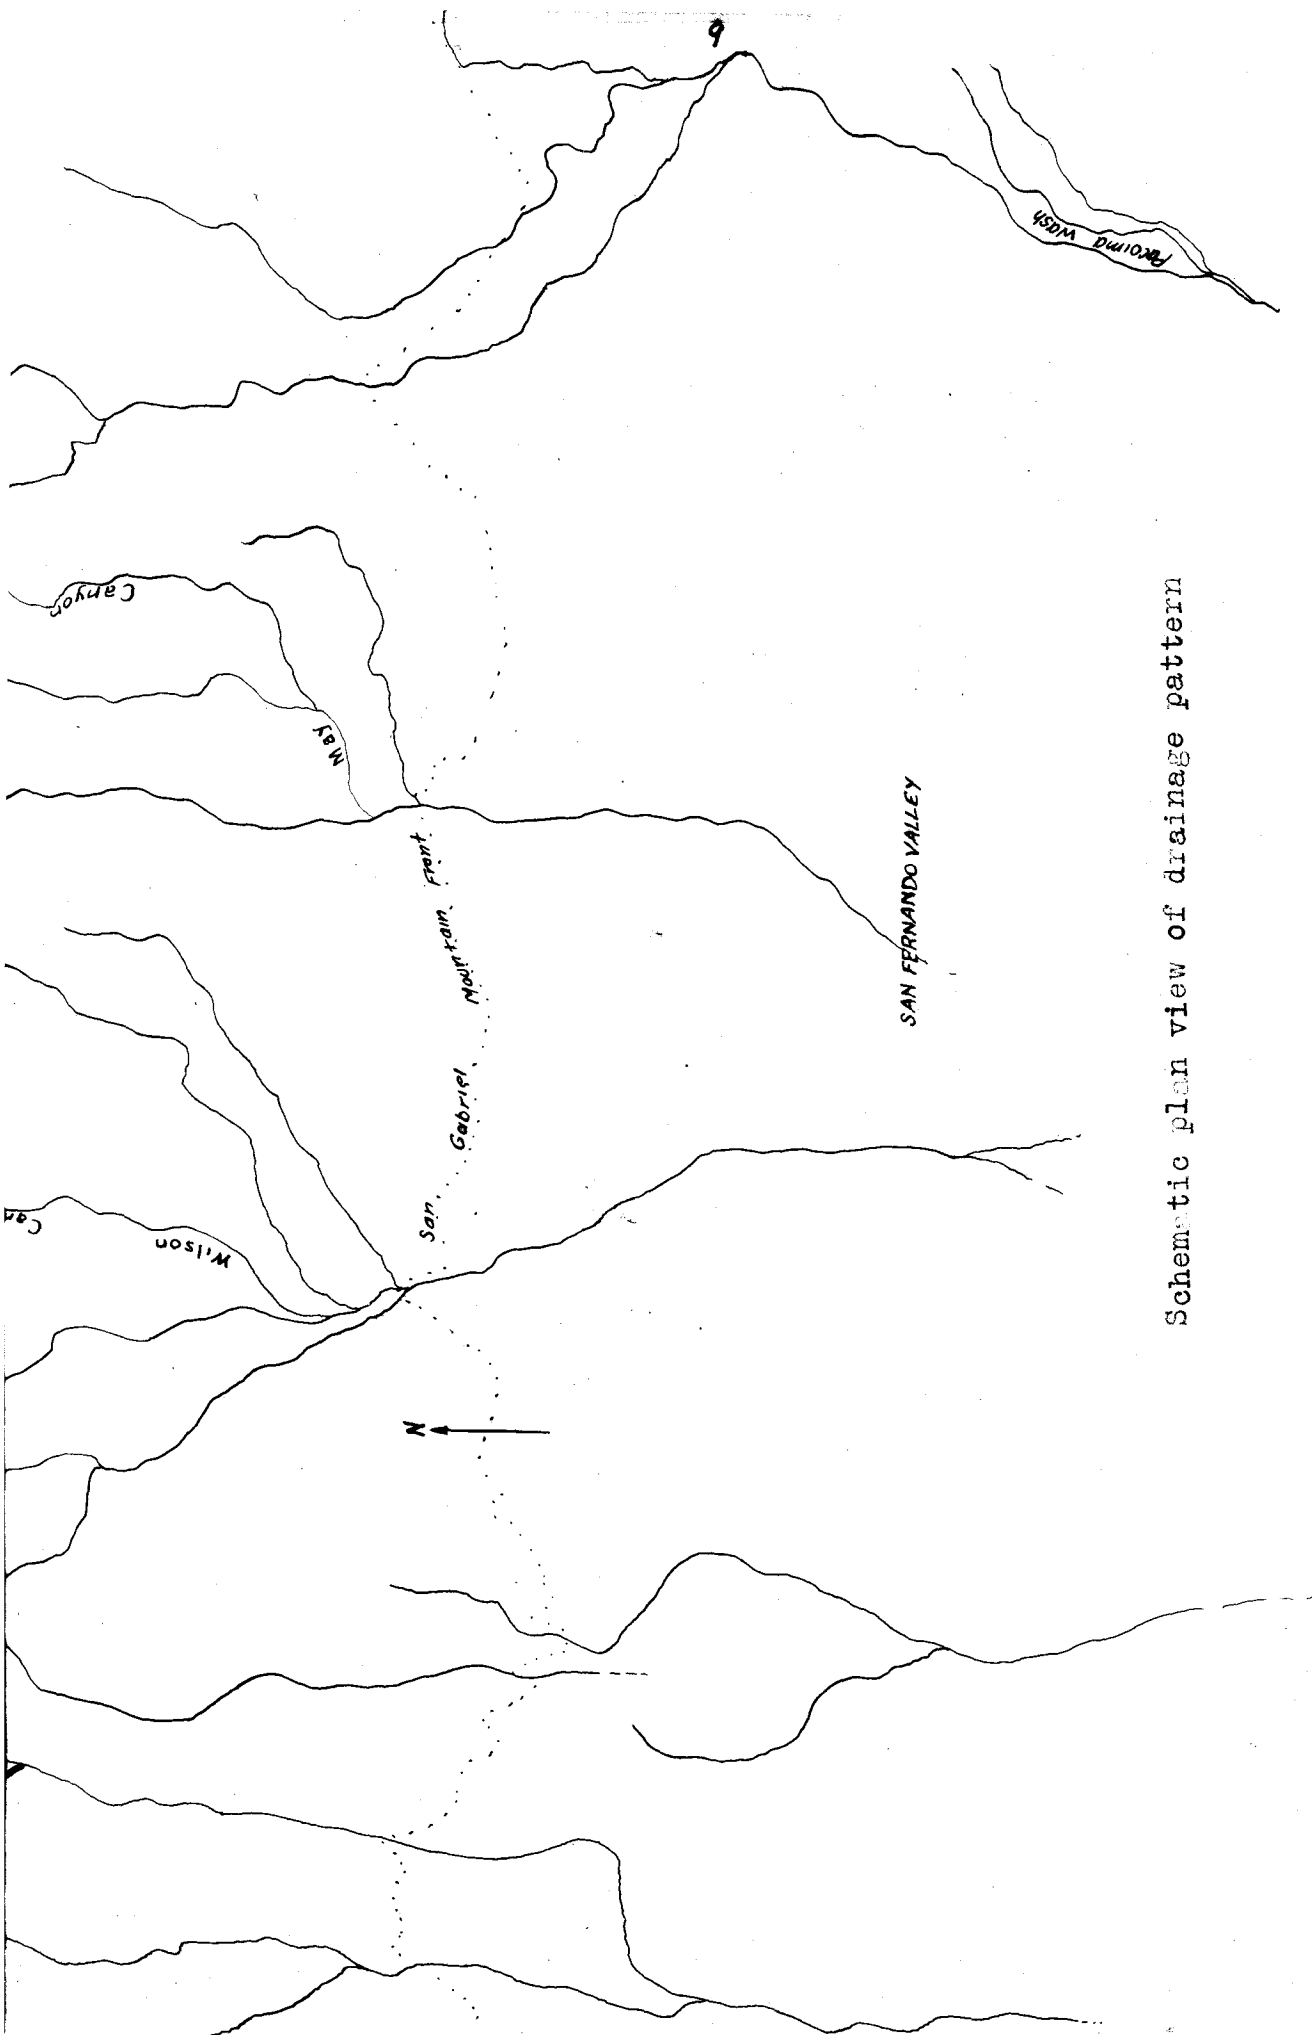 9
Pacoima Wash
Canyon
May
San Gabriel Mountain Front
SAN FERNANDO VALLEY
Wilson
Can
N
Schematic plan view of drainage pattern